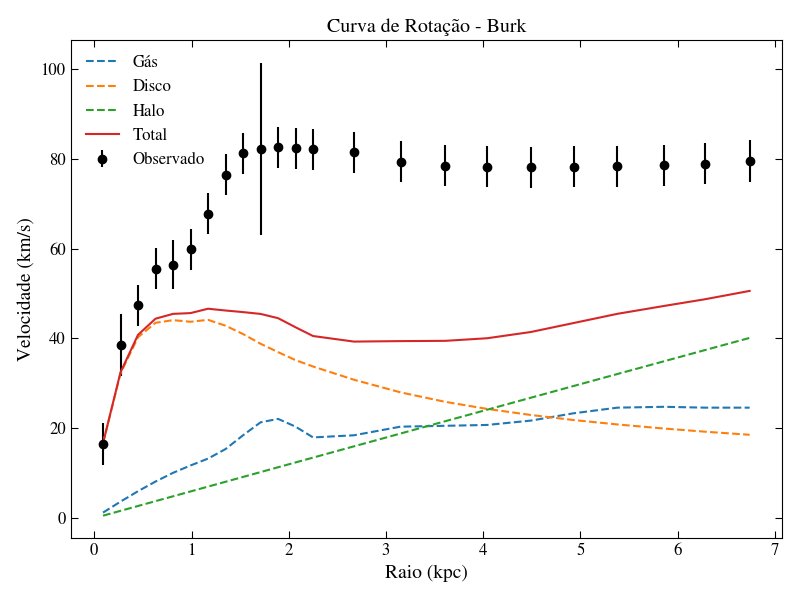 Curva de Rotação - Burk
Gás
Disco
Halo
Total
Observado
Velocidade (km/s)
100
80
60
40
20
0
0 1 2 3 4 5 6 7
Raio (kpc)